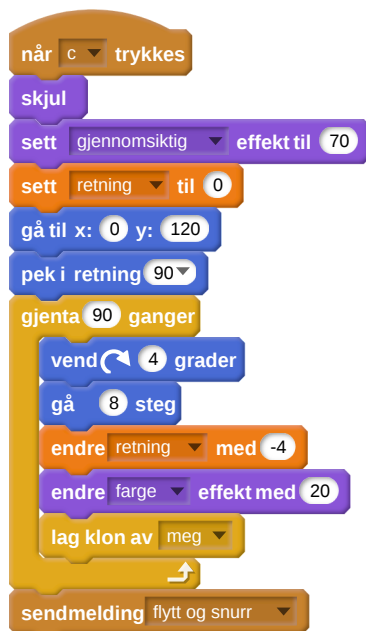 når c trykkes
skjul
sett gjennomsiktig effekt til 70
sett retning til 0
gå til x: 0 y: 120
pek i retning 90
gjenta 90 ganger
vend 4 grader
gå 8 steg
endre retning med -4
endre farge effekt med 20
lag klon av meg
sendmelding flytt og snurr